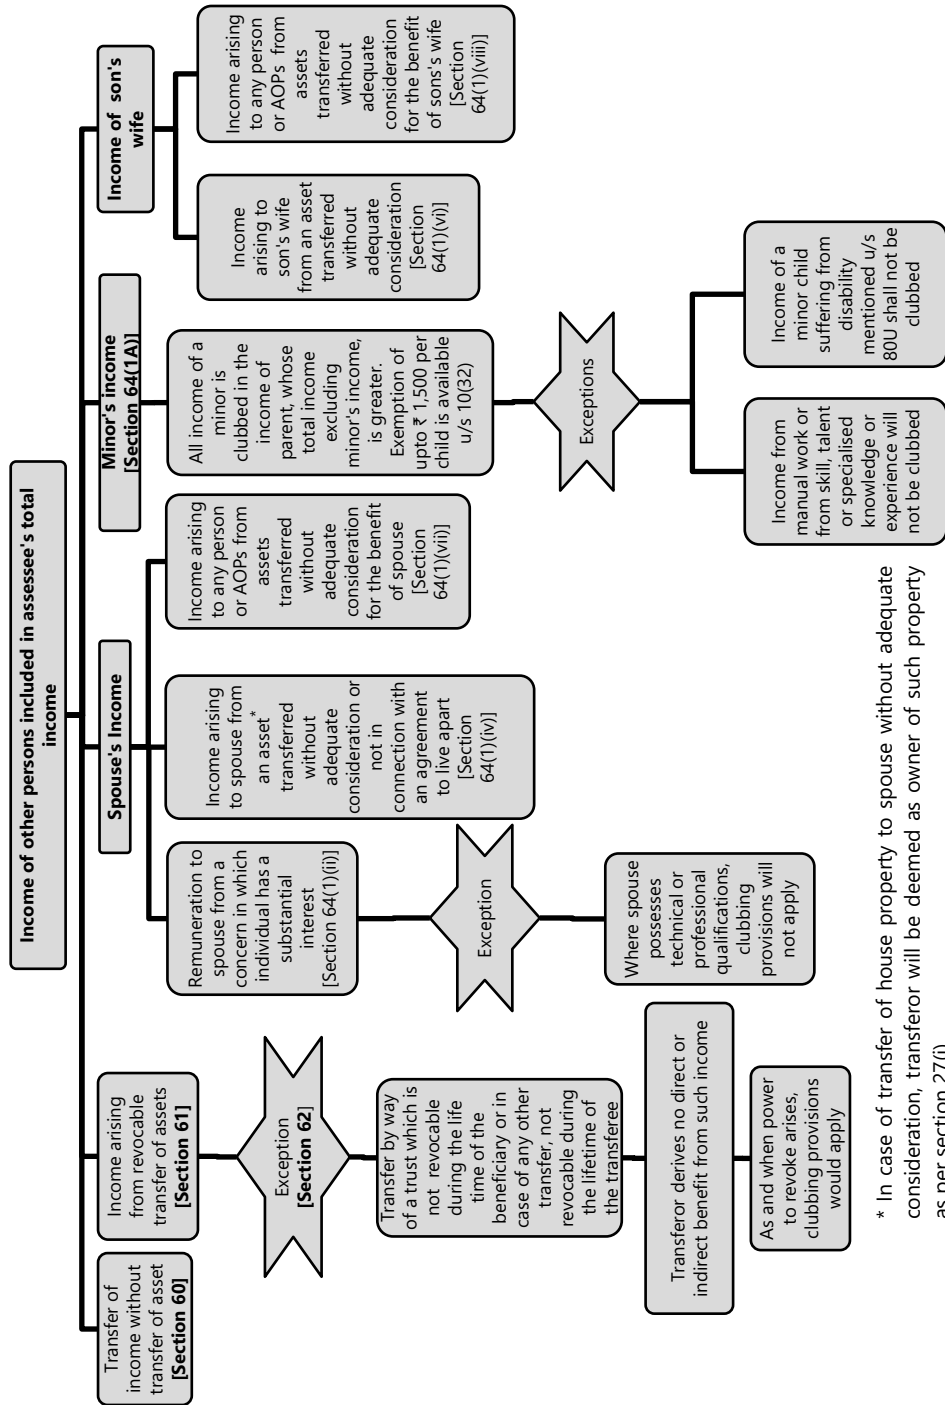 Income of other persons included in assessee's total
income
Transfer of
income without
transfer of asset
[Section 60]
Income arising
from revocable
transfer of assets
[Section 61]
Exception
[Section 62]
Transfer by way
of a trust which is
not revocable
during the life
time of the
beneficiary or in
case of any other
transfer, not
revocable during
the lifetime of
the transferee
Transferor derives no direct or
indirect benefit from such income
As and when power
to revoke arises,
clubbing provisions
would apply
Spouse's Income
Remuneration to
spouse from a
concern in which
individual has a
substantial
interest
[Section 64(1)(ii)]
Exception
Where spouse
possesses
technical or
professional
qualifications,
clubbing
provisions will
not apply
Income arising
to spouse from
an asset*
transferred
without
adequate
consideration or
not in
connection with
an agreement
to live apart
[Section
64(1)(iv)]
Income arising
to any person
or AOPs from
assets
transferred
without
adequate
consideration
for the benefit
of spouse
[Section
64(1)(vii)]
Minor's income
[Section 64(1A)]
All income of a
minor is
clubbed in the
income of
parent, whose
total income
excluding
minor's income,
is greater.
Exemption of
upto ₹ 1,500 per
child is available
u/s 10(32)
Exceptions
Income from
manual work or
from skill, talent
or specialised
knowledge or
experience will
not be clubbed
Income of a
minor child
suffering from
disability
mentioned u/s
80U shall not be
clubbed
Income of son's
wife
Income
arising to
son's wife
from an asset
transferred
without
adequate
consideration
[Section
64(1)(vi)]
Income arising
to any person
or AOPs from
assets
transferred
without
adequate
consideration
for the benefit
of sons's wife
[Section
64(1)(viii)]
* In case of transfer of house property to spouse without adequate
consideration, transferor will be deemed as owner of such property
as per section 27(i)